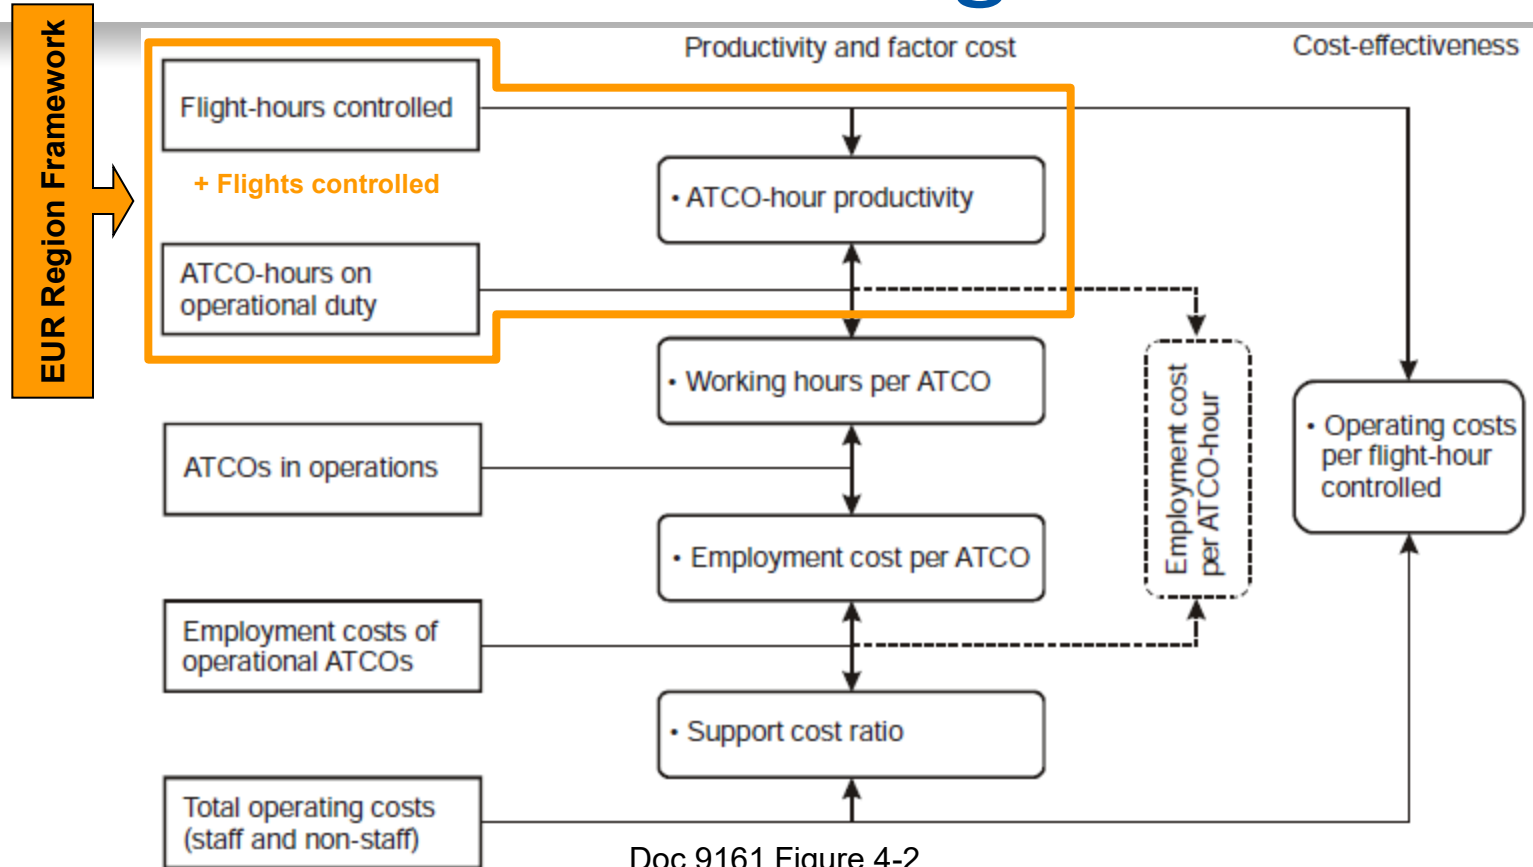 g
EUR Region Framework
Productivity and factor cost
Cost-effectiveness
Flight-hours controlled
+ Flights controlled
• ATCO-hour productivity
ATCO-hours on
operational duty
• Working hours per ATCO
Employment cost
per ATCO-hour
• Operating costs
per flight-hour
controlled
ATCOs in operations
• Employment cost per ATCO
Employment costs of
operational ATCOs
• Support cost ratio
Total operating costs
(staff and non-staff)
Doc 9161 Figure 4-2